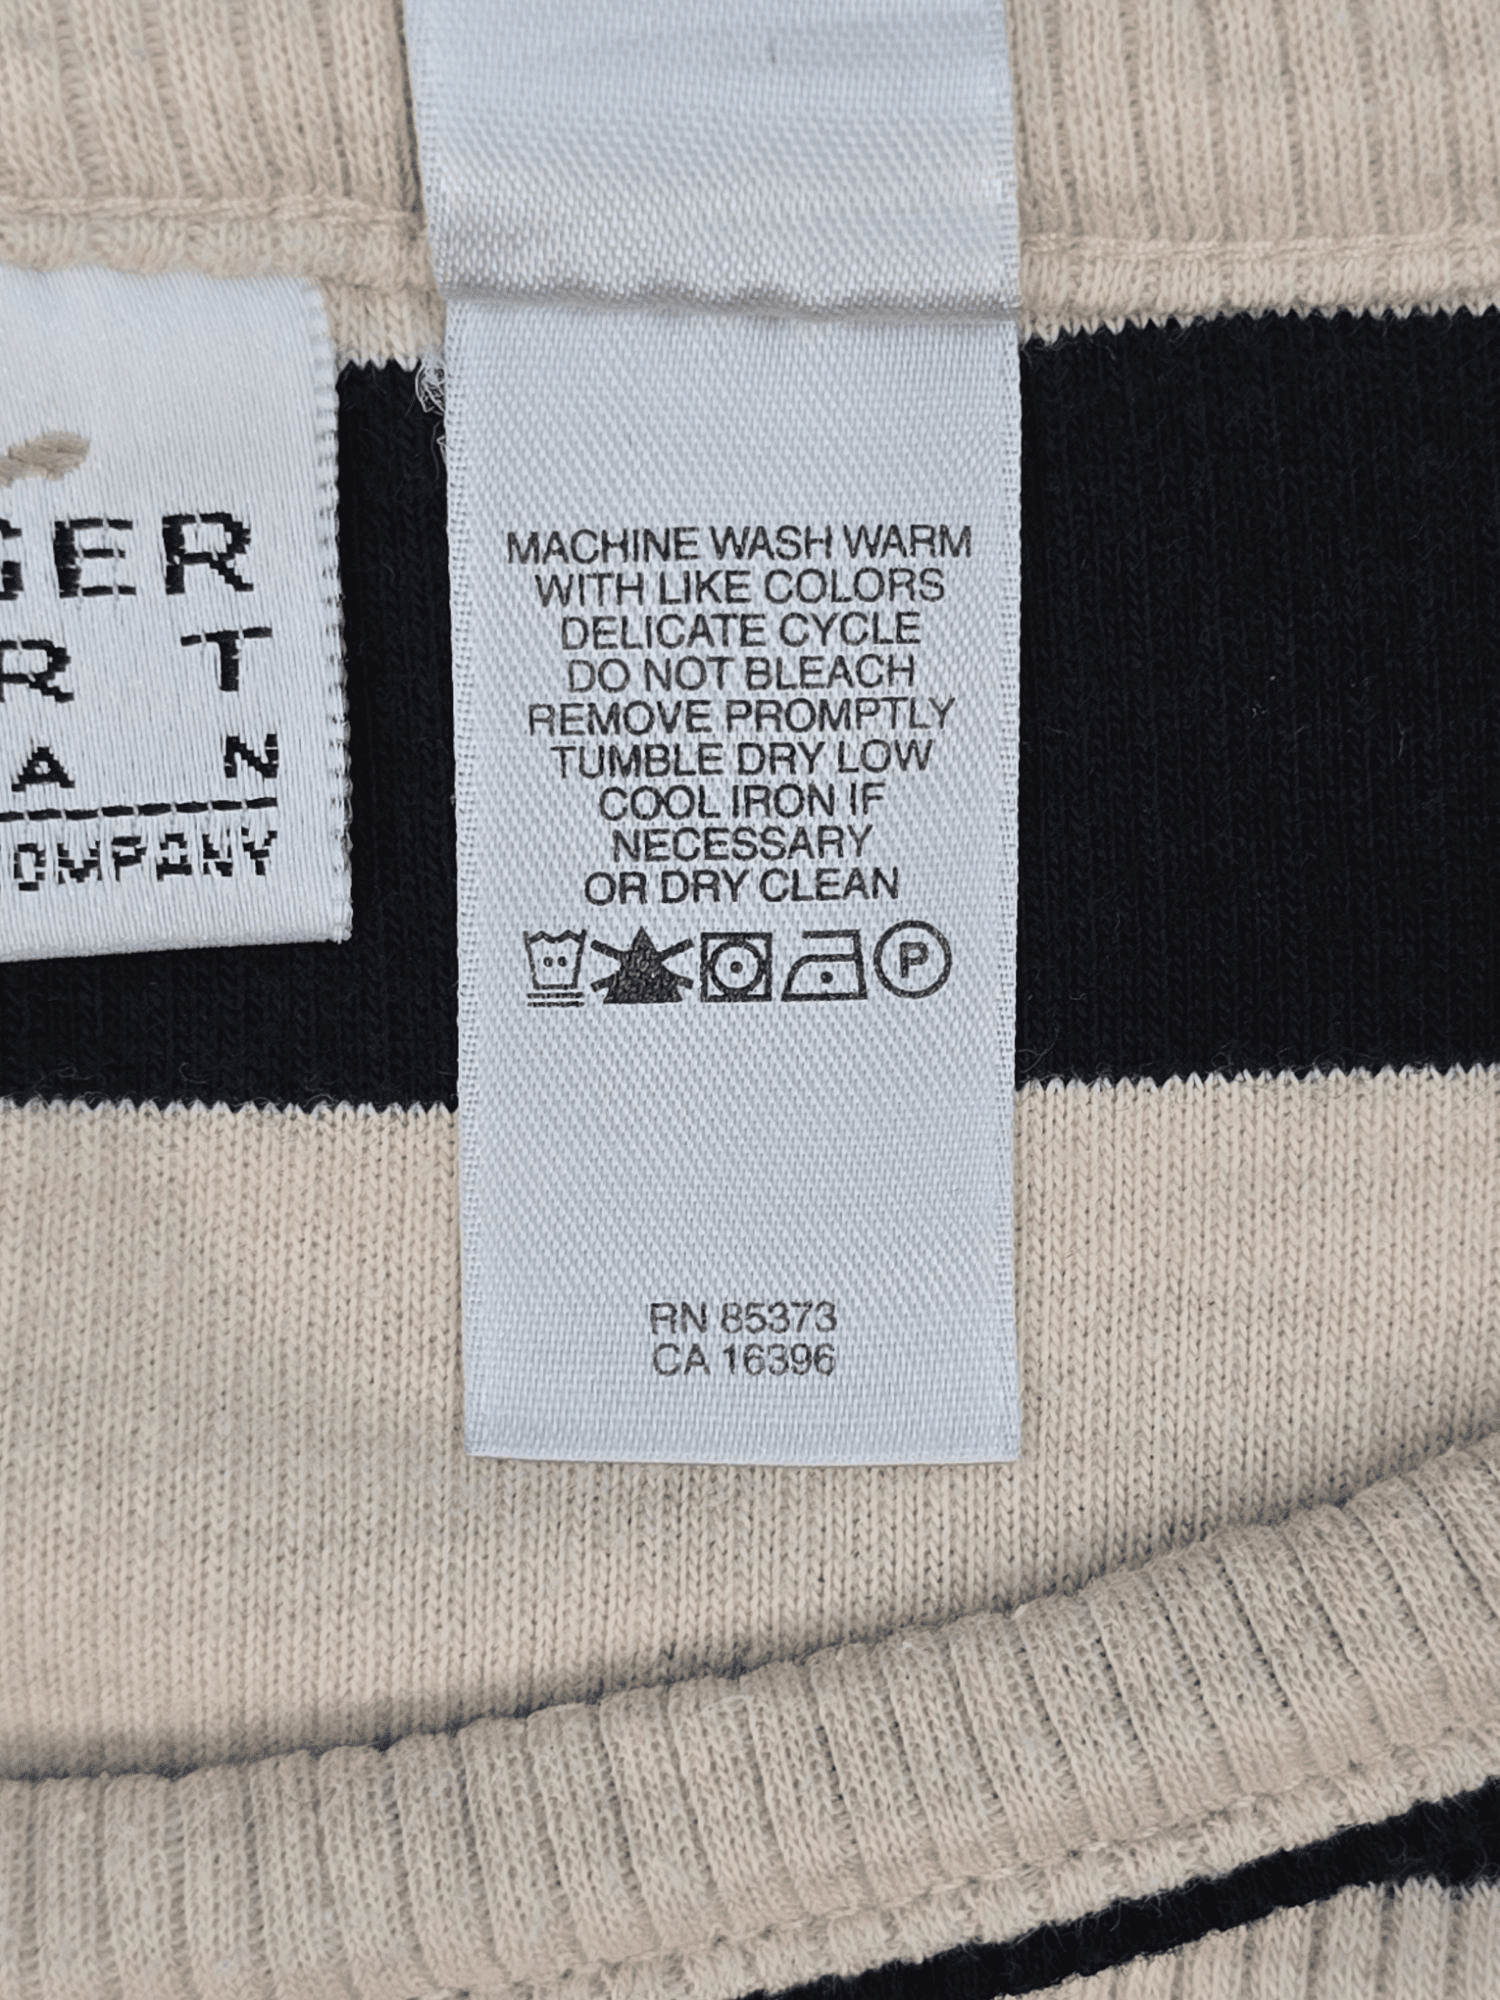 GER
R T
A N
COMPANY
MACHINE WASH WARM
WITH LIKE COLORS
DELICATE CYCLE
DO NOT BLEACH
REMOVE PROMPTLY
TUMBLE DRY LOW
COOL IRON IF
NECESSARY
OR DRY CLEAN
P
RN 85373
CA 16396